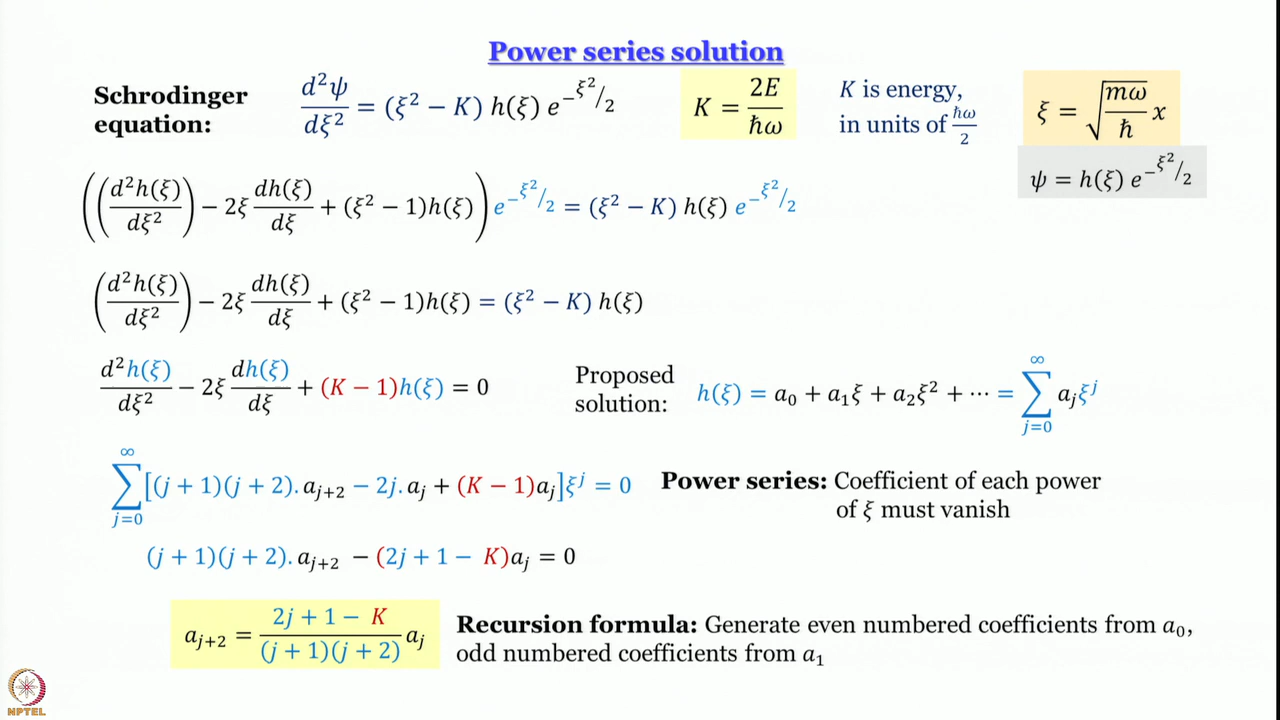 Power series solution
Schrodinger equation: d²ψ/dξ² = (ξ² − K) h(ξ) e^(−ξ²/2)
K = 2E/ħω
K is energy, in units of ħω/2
ξ = √(mω/ħ) x
ψ = h(ξ) e^(−ξ²/2)
((d²h(ξ)/dξ²) − 2ξ dh(ξ)/dξ + (ξ² − 1)h(ξ)) e^(−ξ²/2) = (ξ² − K) h(ξ) e^(−ξ²/2)
(d²h(ξ)/dξ²) − 2ξ dh(ξ)/dξ + (ξ² − 1)h(ξ) = (ξ² − K) h(ξ)
d²h(ξ)/dξ² − 2ξ dh(ξ)/dξ + (K − 1)h(ξ) = 0
Proposed solution: h(ξ) = a₀ + a₁ξ + a₂ξ² + ⋯ = ∑_(j=0)^∞ a_j ξ^j
∑_(j=0)^∞ [(j + 1)(j + 2). a_(j+2) − 2j. a_j + (K − 1)a_j]ξ^j = 0
Power series: Coefficient of each power
of ξ must vanish
(j + 1)(j + 2). a_(j+2) − (2j + 1 − K)a_j = 0
a_(j+2) = (2j + 1 − K)/((j + 1)(j + 2)) a_j
Recursion formula: Generate even numbered coefficients from a₀,
odd numbered coefficients from a₁
NPTEL